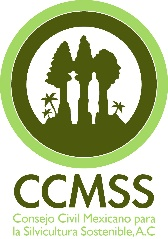 CCMSS
Consejo Civil Mexicano para
la Silvicultura Sostenible, A.C